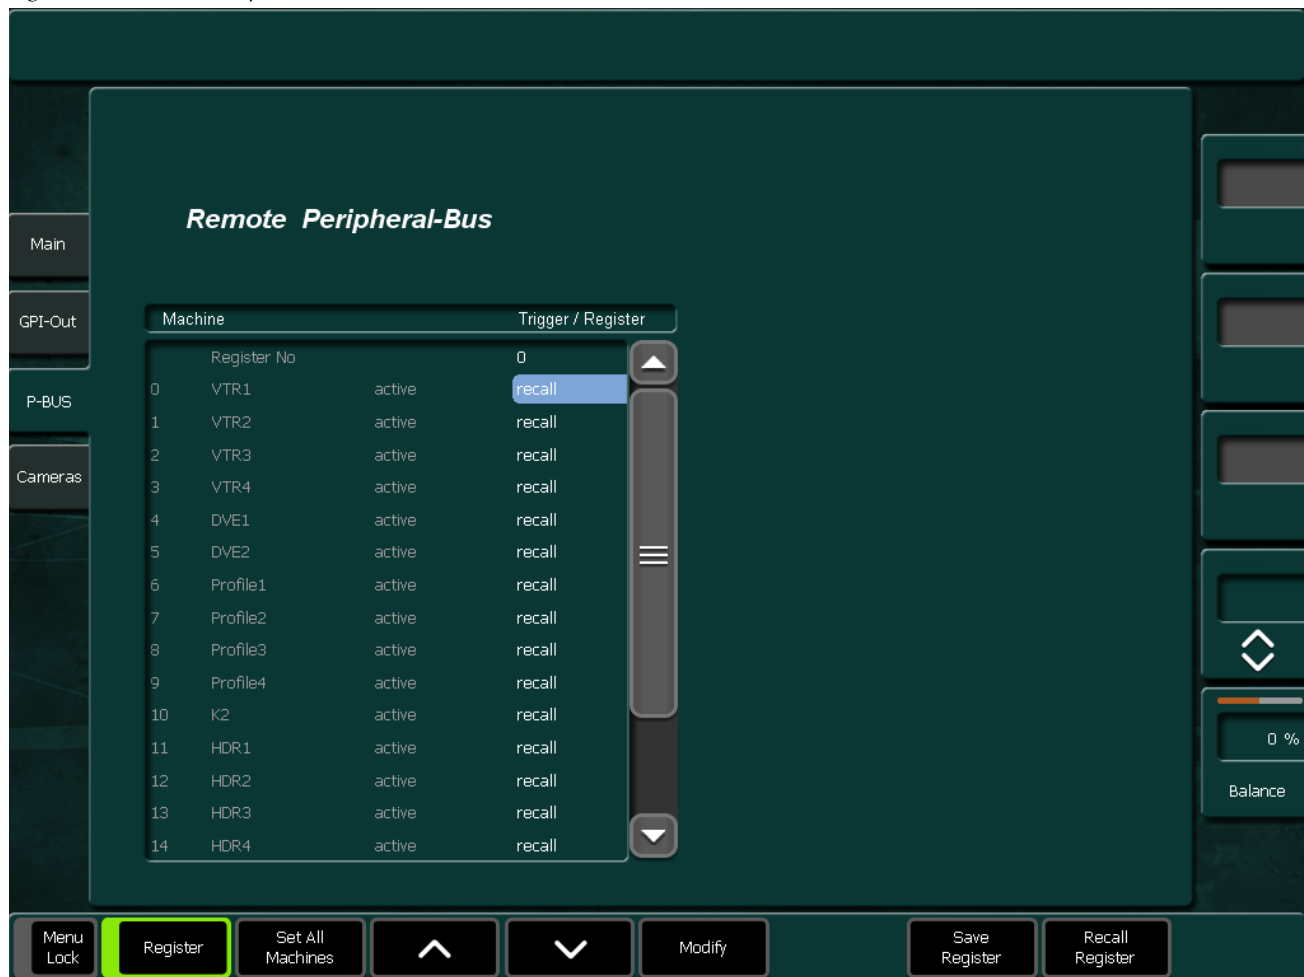 Remote Peripheral-Bus
Main
GPI-Out
P-BUS
Cameras
Machine Trigger / Register
Register No 0
0 VTR1 active recall
1 VTR2 active recall
2 VTR3 active recall
3 VTR4 active recall
4 DVE1 active recall
5 DVE2 active recall
6 Profile1 active recall
7 Profile2 active recall
8 Profile3 active recall
9 Profile4 active recall
10 K2 active recall
11 HDR1 active recall
12 HDR2 active recall
13 HDR3 active recall
14 HDR4 active recall
0 %
Balance
Menu Lock
Register
Set All Machines
Modify
Save Register
Recall Register